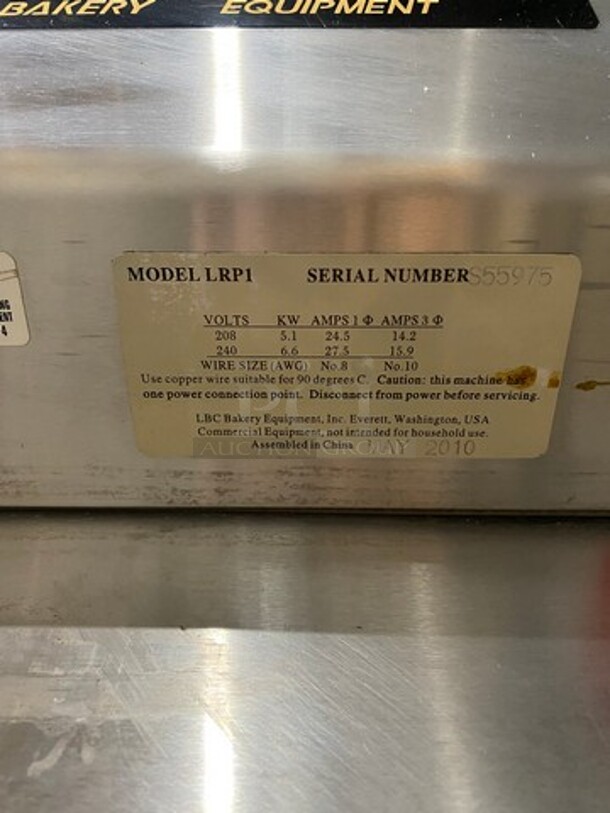 BAKERY EQUIPMENT
MODEL LRP1 SERIAL NUMBER S55975
VOLTS KW AMPS 1 Φ AMPS 3 Φ
208 5.1 24.5 14.2
240 6.6 27.5 15.9
WIRE SIZE (AWG) No.8 No.10
Use copper wire suitable for 90 degrees C. Caution: this machine has
one power connection point. Disconnect from power before servicing.
LBC Bakery Equipment, Inc. Everett, Washington, USA
Commercial Equipment, not intended for household use.
Assembled in China 2010